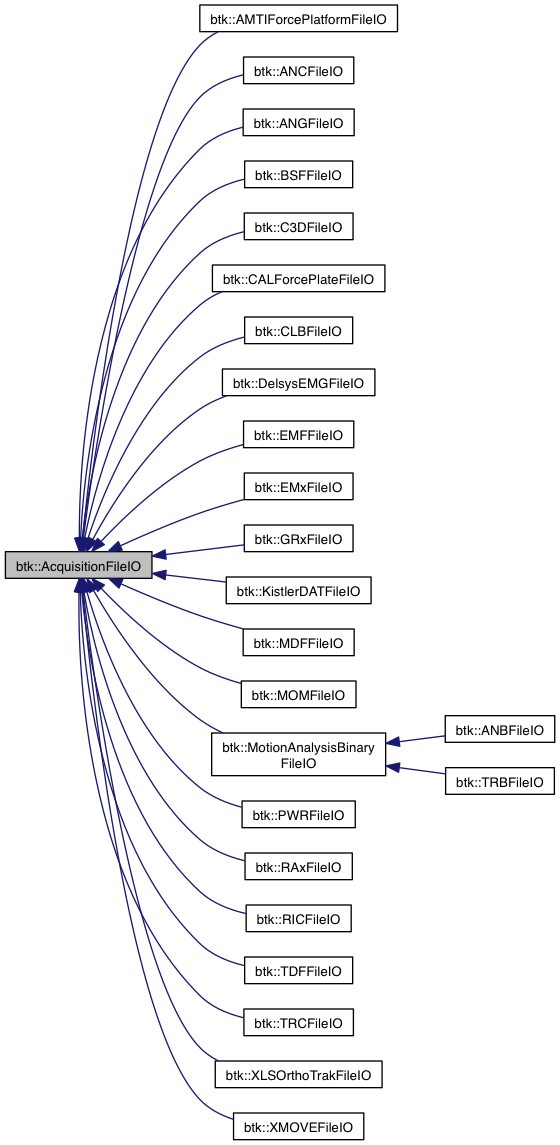 btk::AMTIForcePlatformFileIO
btk::ANCFileIO
btk::ANGFileIO
btk::BSFFileIO
btk::C3DFileIO
btk::CALForcePlateFileIO
btk::CLBFileIO
btk::DelsysEMGFileIO
btk::EMFFileIO
btk::EMxFileIO
btk::GRxFileIO
btk::AcquisitionFileIO
btk::KistlerDATFileIO
btk::MDFFileIO
btk::MOMFileIO
btk::MotionAnalysisBinary
FileIO
btk::ANBFileIO
btk::TRBFileIO
btk::PWRFileIO
btk::RAxFileIO
btk::RICFileIO
btk::TDFFileIO
btk::TRCFileIO
btk::XLSOrthoTrakFileIO
btk::XMOVEFileIO